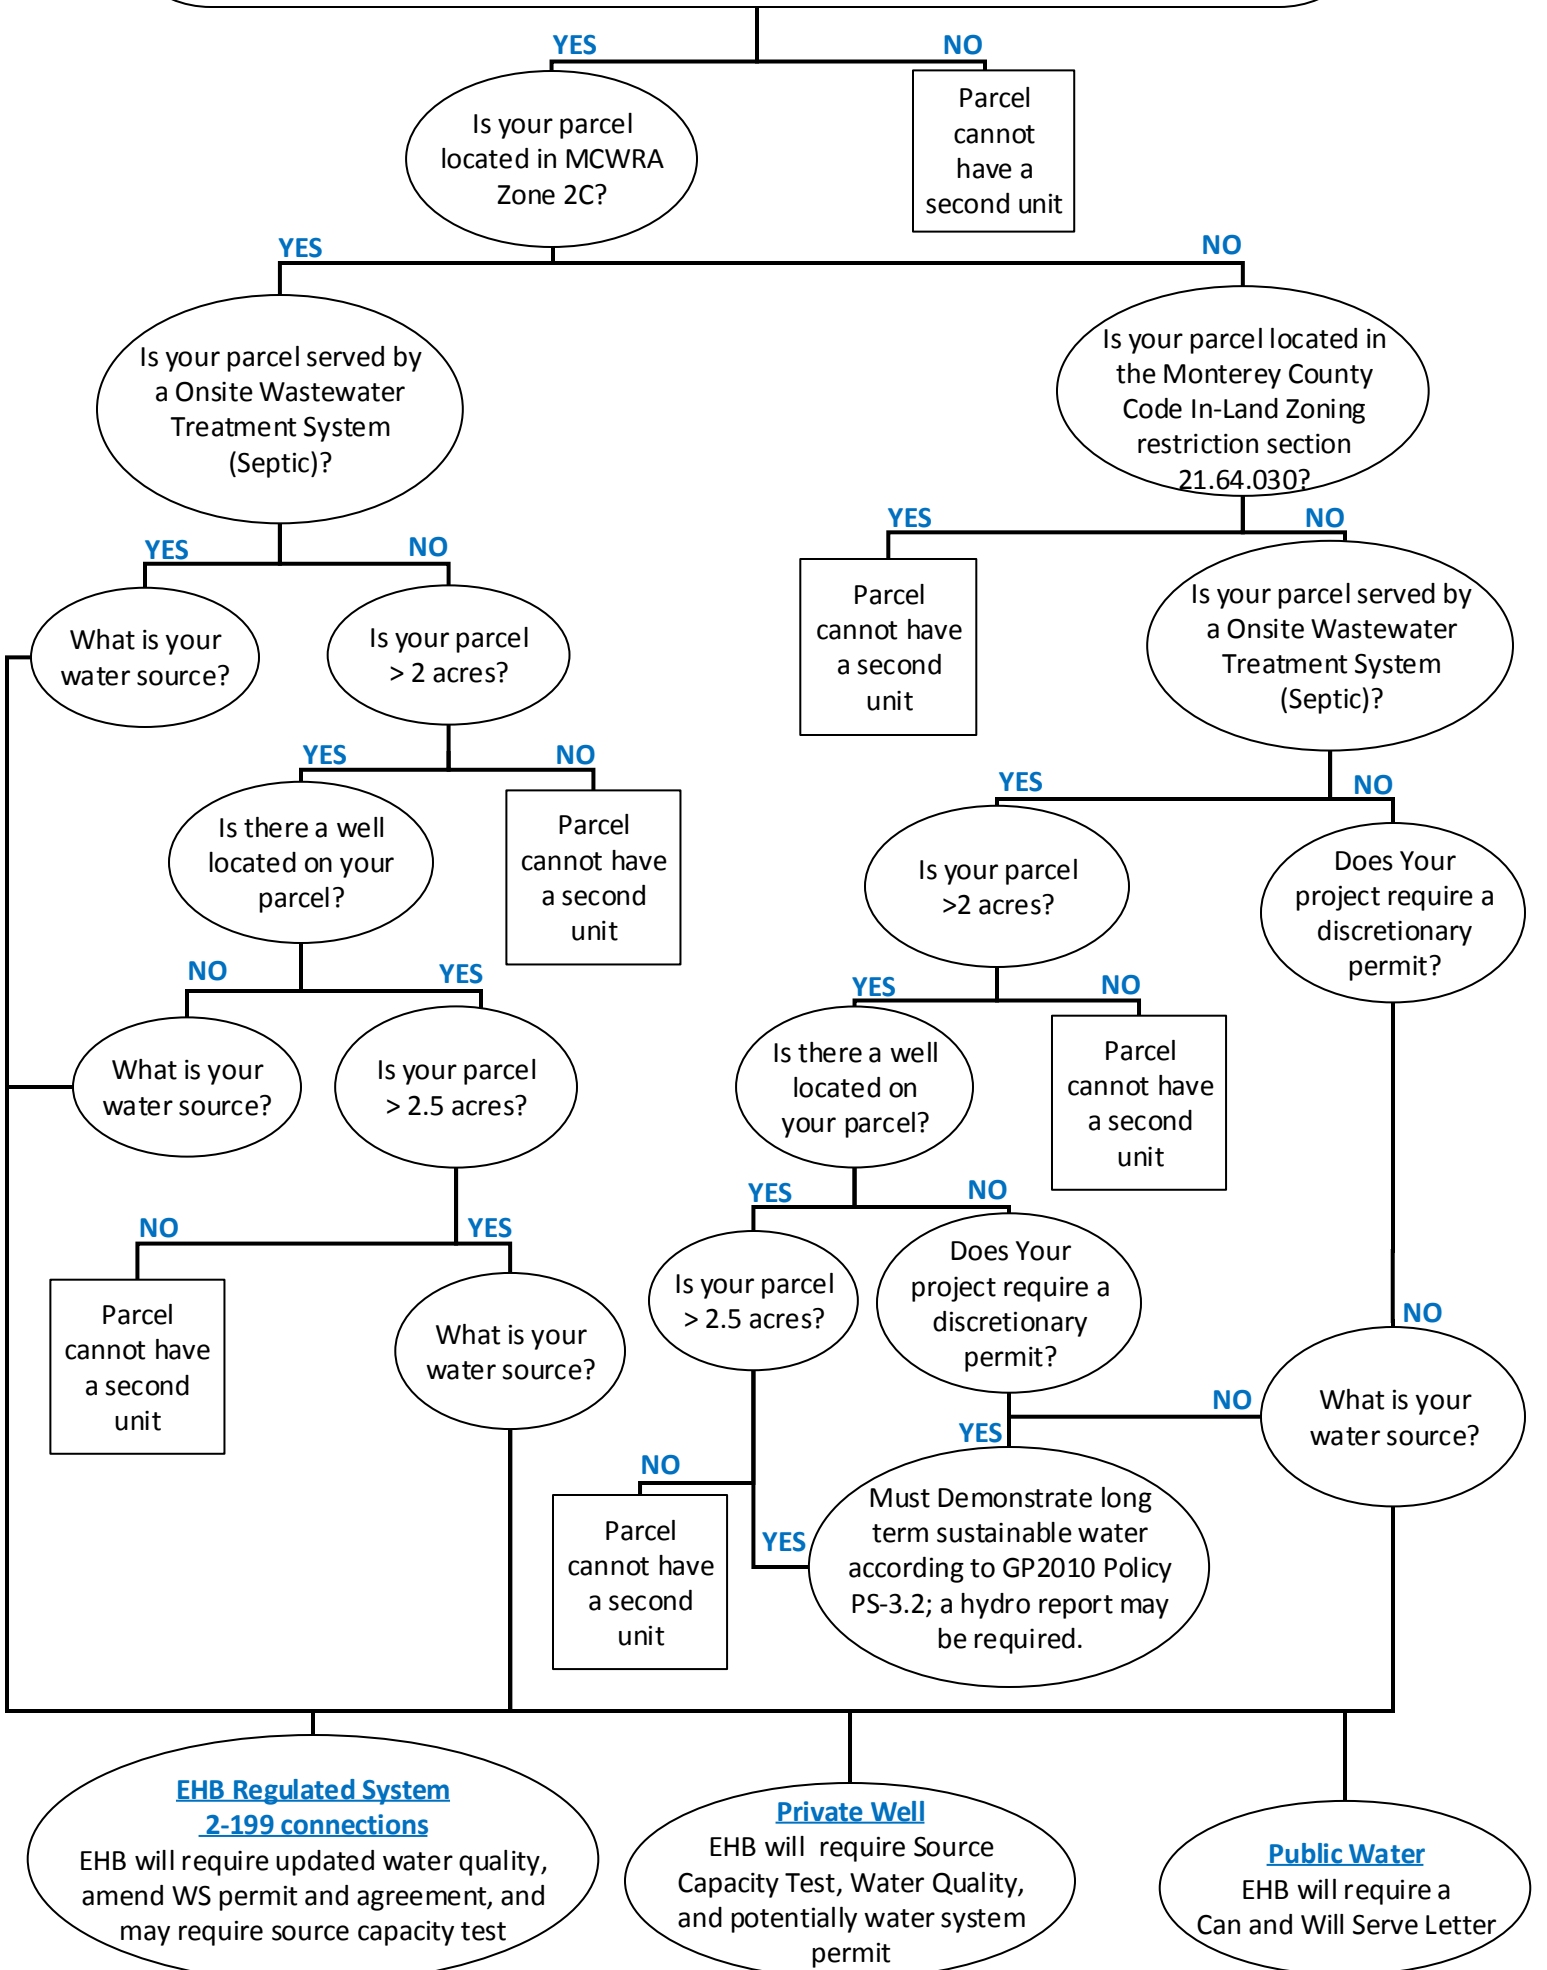 YES
NO
Is your parcel
located in MCWRA
Zone 2C?
Parcel
cannot
have a
second unit
YES
NO
Is your parcel served by
a Onsite Wastewater
Treatment System
(Septic)?
Is your parcel located in
the Monterey County
Code In-Land Zoning
restriction section
21.64.030?
YES
NO
YES
NO
What is your
water source?
Is your parcel
> 2 acres?
Parcel
cannot have
a second
unit
Is your parcel served by
a Onsite Wastewater
Treatment System
(Septic)?
YES
NO
YES
NO
Is there a well
located on your
parcel?
Parcel
cannot have
a second
unit
Is your parcel
>2 acres?
Does Your
project require a
discretionary
permit?
NO
YES
YES
NO
What is your
water source?
Is your parcel
> 2.5 acres?
Is there a well
located on
your parcel?
Parcel
cannot have
a second
unit
NO
YES
YES
NO
Parcel
cannot have
a second
unit
What is your
water source?
Is your parcel
> 2.5 acres?
Does Your
project require a
discretionary
permit?
NO
NO
YES
What is your
water source?
NO
YES
Parcel
cannot have
a second
unit
Must Demonstrate long
term sustainable water
according to GP2010 Policy
PS-3.2; a hydro report may
be required.
EHB Regulated System
2-199 connections
EHB will require updated water quality,
amend WS permit and agreement, and
may require source capacity test
Private Well
EHB will require Source
Capacity Test, Water Quality,
and potentially water system
permit
Public Water
EHB will require a
Can and Will Serve Letter